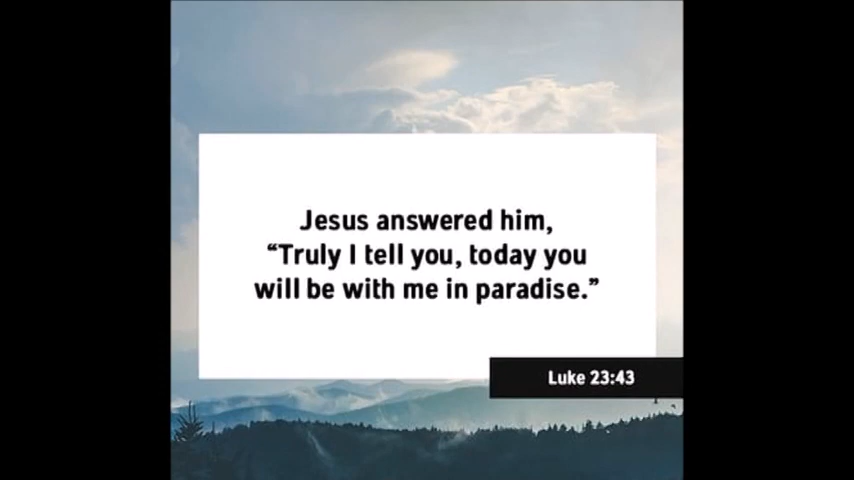 Jesus answered him,
“Truly I tell you, today you
will be with me in paradise.”
Luke 23:43